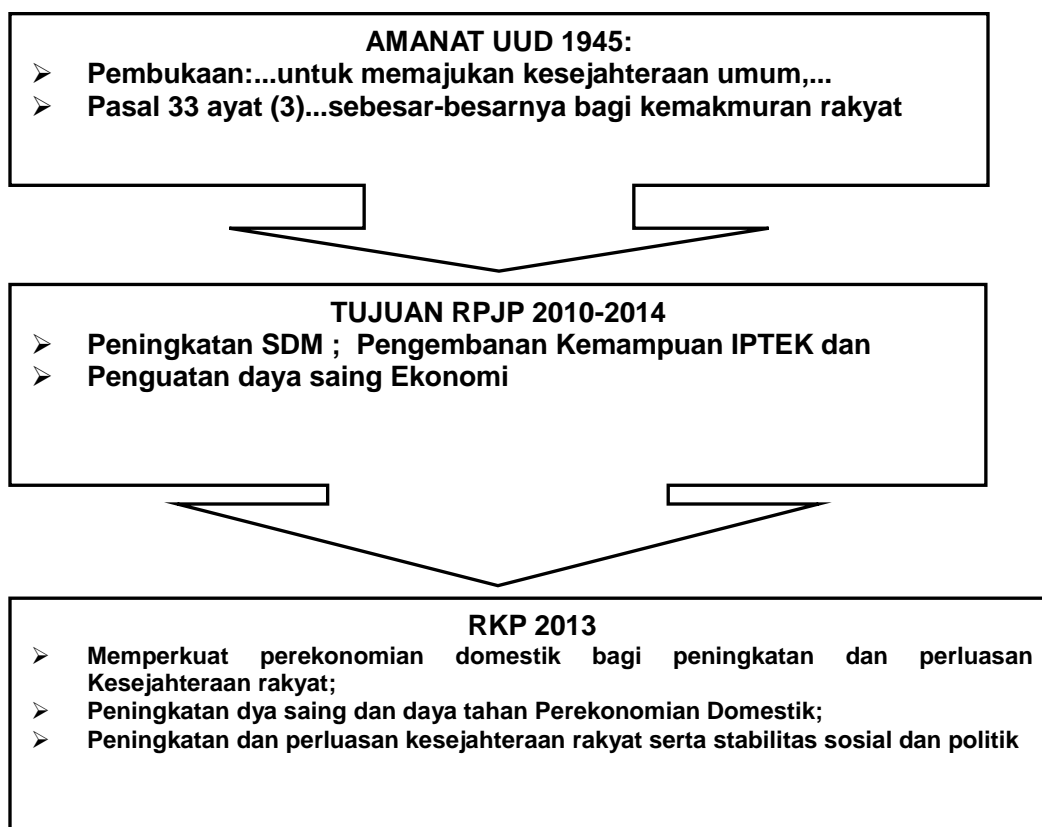 AMANAT UUD 1945:
➢ Pembukaan:...untuk memajukan kesejahteraan umum,...
➢ Pasal 33 ayat (3)...sebesar-besarnya bagi kemakmuran rakyat
TUJUAN RPJP 2010-2014
➢ Peningkatan SDM ; Pengembanan Kemampuan IPTEK dan
➢ Penguatan daya saing Ekonomi
RKP 2013
➢ Memperkuat perekonomian domestik bagi peningkatan dan perluasan
Kesejahteraan rakyat;
➢ Peningkatan dya saing dan daya tahan Perekonomian Domestik;
➢ Peningkatan dan perluasan kesejahteraan rakyat serta stabilitas sosial dan politik